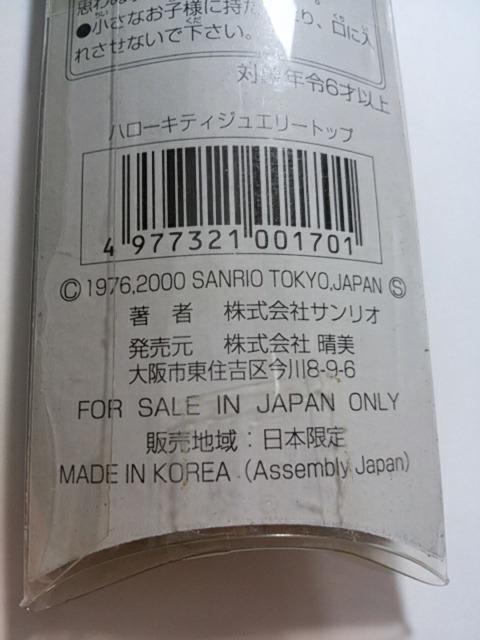 ●小さなお子様に持た り、口に入
れさせないで下さい。
対象年令6才以上
ハローキティジュエリートップ
4 977321 001701
Ⓒ1976,2000 SANRIO TOKYO,JAPAN Ⓢ
著 者 株式会社サンリオ
発売元 株式会社 晴美
大阪市東住吉区今川8-9-6
FOR SALE IN JAPAN ONLY
販売地域：日本限定
MADE IN KOREA (Assembly Japan)